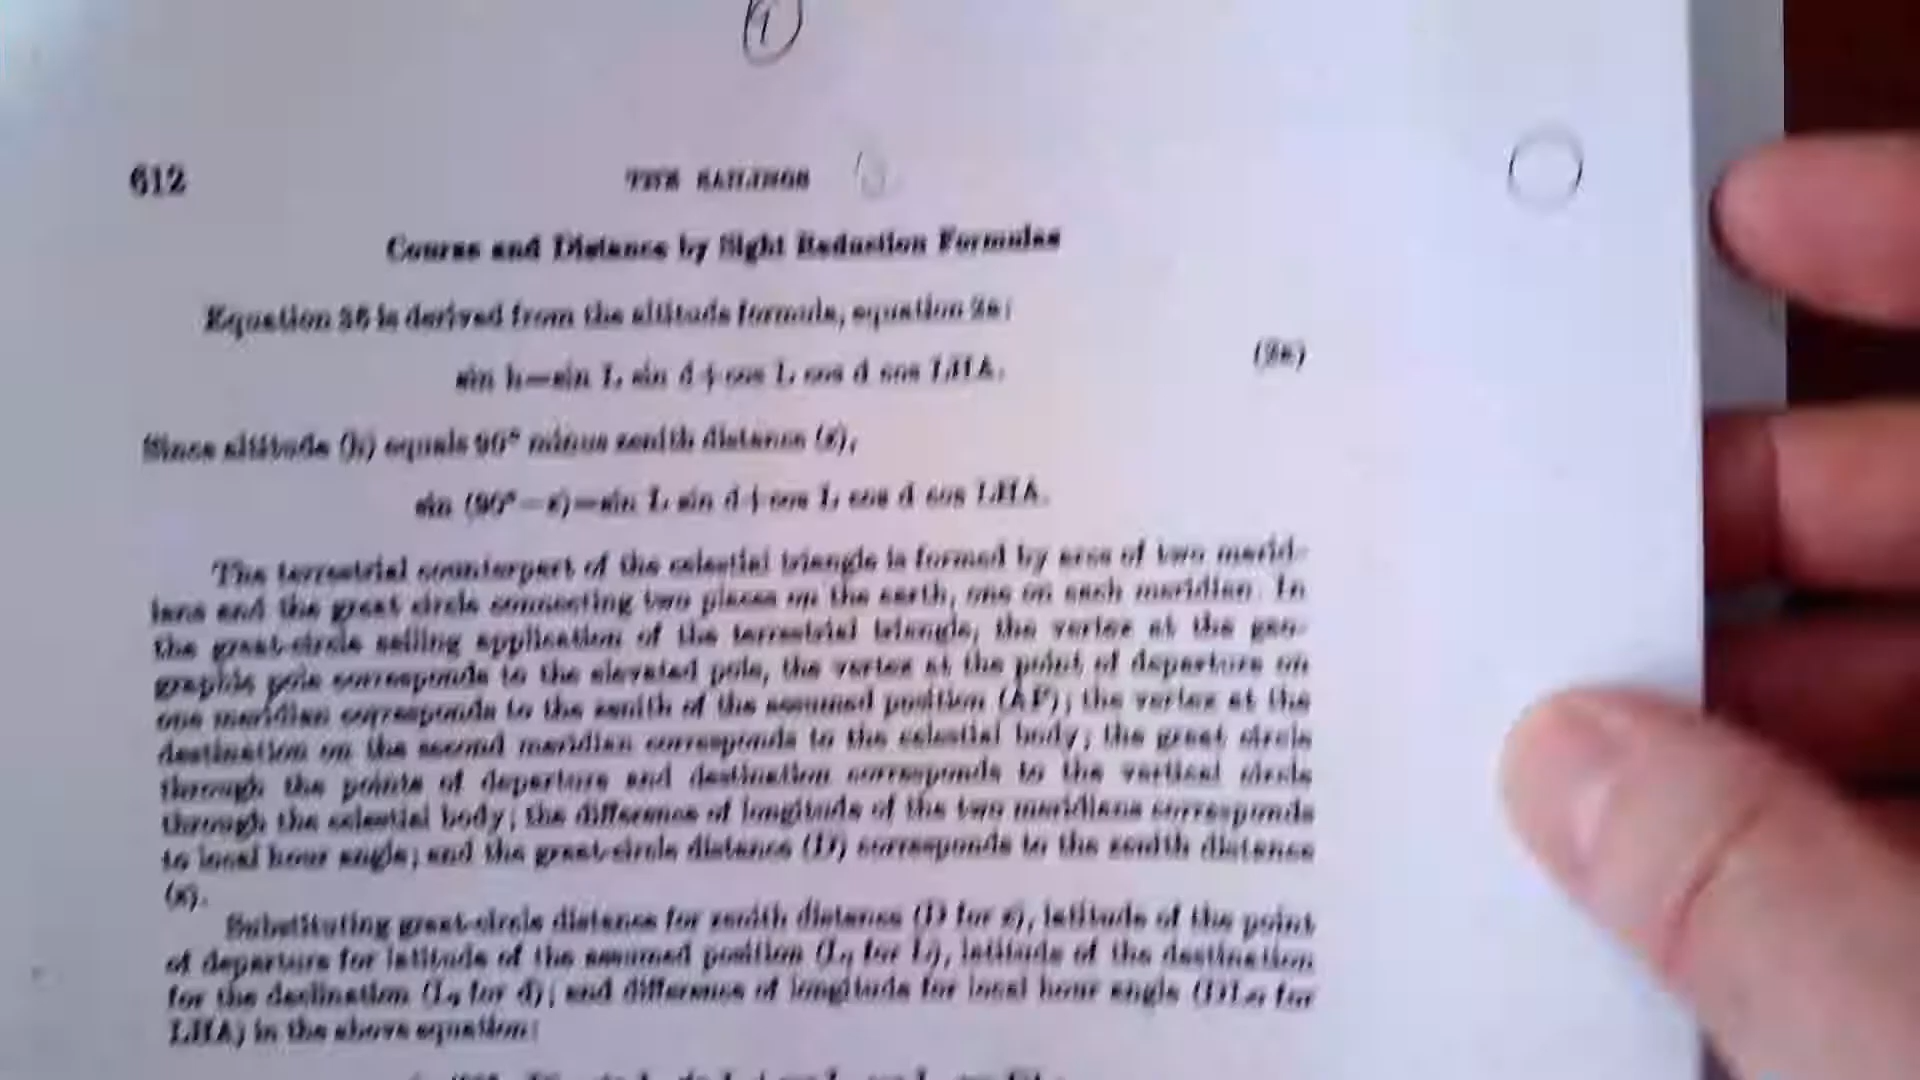 1
612
THE SAILINGS
Course and Distance by Sight Reduction Formulas
Equation 36 is derived from the altitude formula, equation 2a:
sin h=sin L sin d+cos L cos d cos LHA.
(2a)
Since altitude (h) equals 90° minus zenith distance (z),
sin (90°−z)=sin L sin d+cos L cos d cos LHA.
The terrestrial counterpart of the celestial triangle is formed by arcs of two merid-
ians and the great circle connecting two places on the earth, one on each meridian. In
the great-circle sailing application of the terrestrial triangle, the vertex at the geo-
graphic pole corresponds to the elevated pole, the vertex at the point of departure on
one meridian corresponds to the zenith of the assumed position (AP); the vertex at the
destination on the second meridian corresponds to the celestial body; the great circle
through the points of departure and destination corresponds to the vertical circle
through the celestial body; the difference of longitude of the two meridians corresponds
to local hour angle; and the great-circle distance (D) corresponds to the zenith distance
(z).
Substituting great-circle distance for zenith distance (D for z), latitude of the point
of departure for latitude of the assumed position (L₁ for L), latitude of the destination
for the declination (L₂ for d), and difference of longitude for local hour angle (DLo for
LHA) in the above equation: